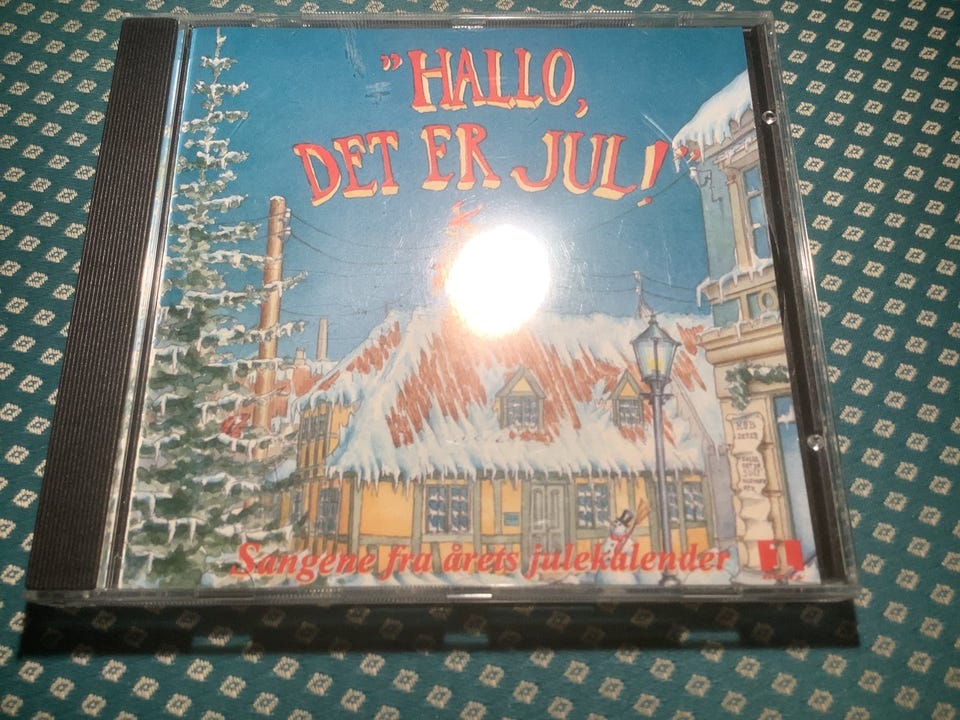 "HALLO,
DET ER JUL!"
Sangene fra årets julekalender